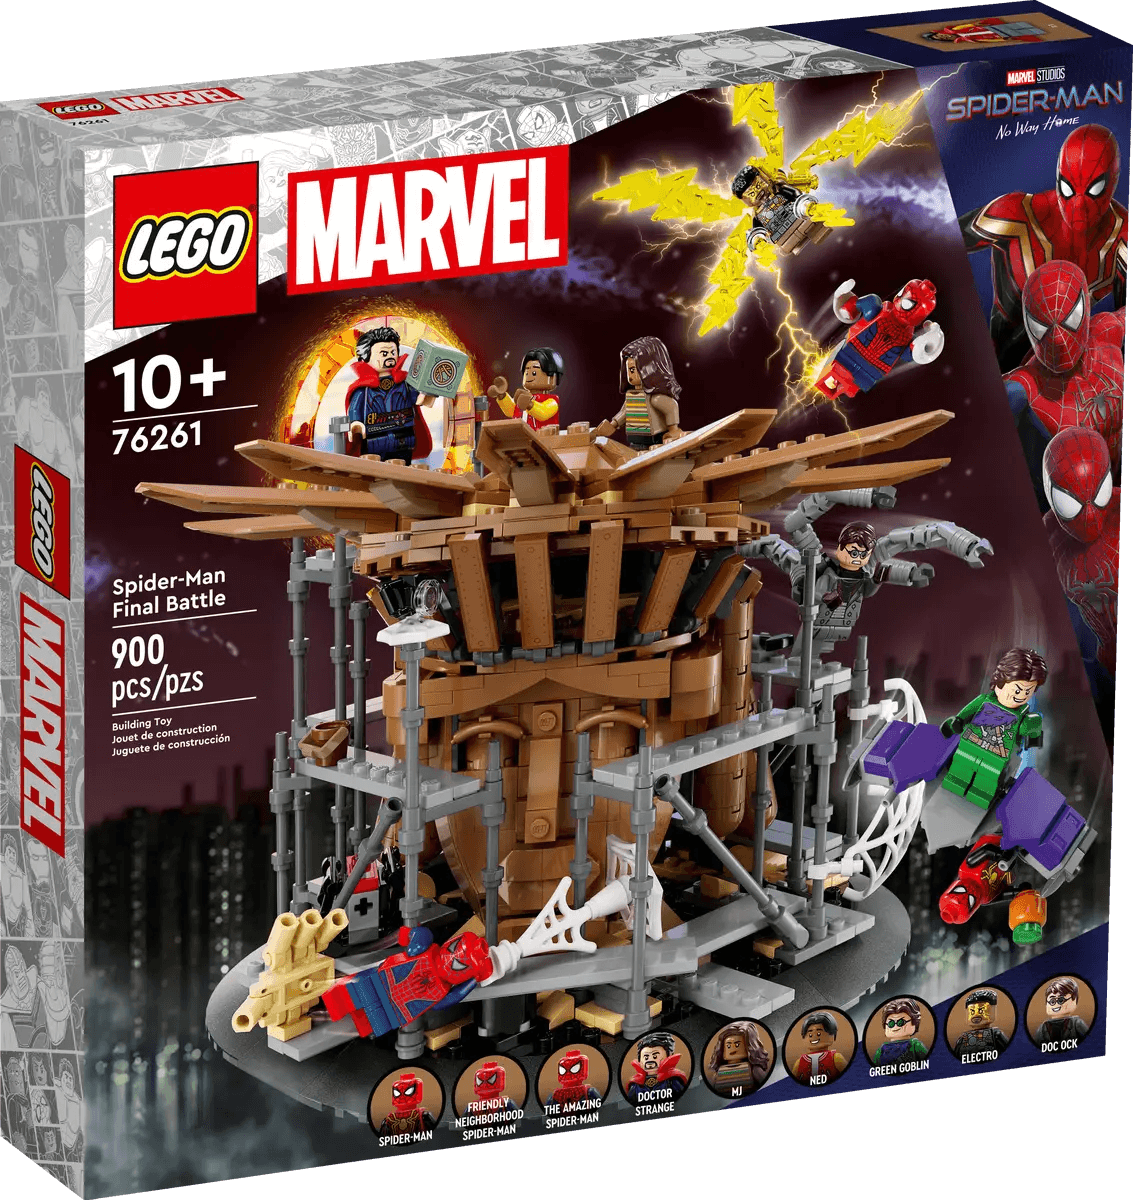 LEGO MARVEL
76261
LEGO
MARVEL
MARVEL STUDIOS
SPIDER-MAN
No Way Home
10+
76261
Spider-Man
Final Battle
900
pcs/pzs
Building Toy
Jouet de construction
Juguete de construcción
LEGO
MARVEL
SPIDER-MAN
FRIENDLY
NEIGHBORHOOD
SPIDER-MAN
THE AMAZING
SPIDER-MAN
DOCTOR
STRANGE
MJ
NED
GREEN GOBLIN
ELECTRO
DOC OCK